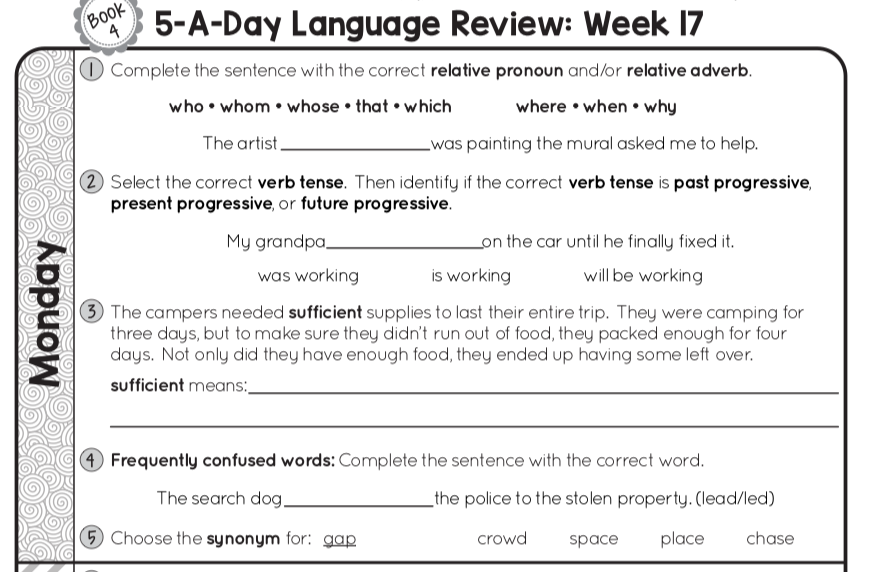 BOOK 4
5-A-Day Language Review: Week 17
Monday
1 Complete the sentence with the correct relative pronoun and/or relative adverb.
who • whom • whose • that • which where • when • why
The artist ________________ was painting the mural asked me to help.
2 Select the correct verb tense. Then identify if the correct verb tense is past progressive,
present progressive, or future progressive.
My grandpa ________________ on the car until he finally fixed it.
was working is working will be working
3 The campers needed sufficient supplies to last their entire trip. They were camping for
three days, but to make sure they didn't run out of food, they packed enough for four
days. Not only did they have enough food, they ended up having some left over.
sufficient means: ________________
4 Frequently confused words: Complete the sentence with the correct word.
The search dog ________________ the police to the stolen property. (lead/led)
5 Choose the synonym for: gap crowd space place chase